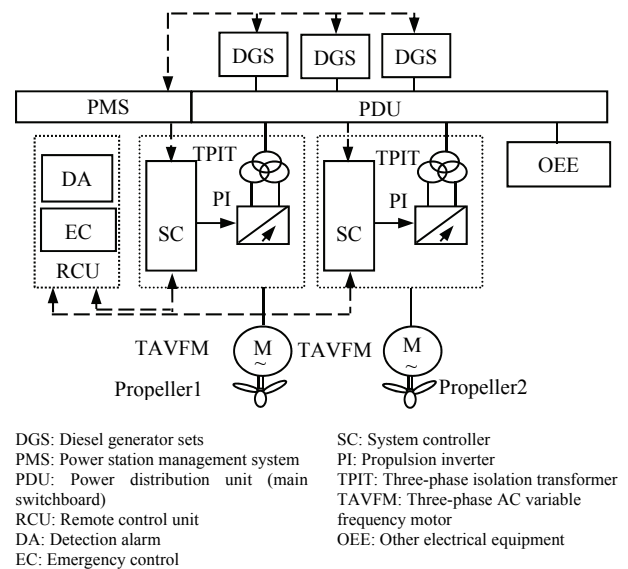 DGS DGS DGS
PMS PDU
TPIT TPIT
DA OEE
PI PI
EC SC SC
RCU
TAVFM M TAVFM M
~ ~
Propeller1 Propeller2
DGS: Diesel generator sets
PMS: Power station management system
PDU: Power distribution unit (main
switchboard)
RCU: Remote control unit
DA: Detection alarm
EC: Emergency control
SC: System controller
PI: Propulsion inverter
TPIT: Three-phase isolation transformer
TAVFM: Three-phase AC variable
frequency motor
OEE: Other electrical equipment